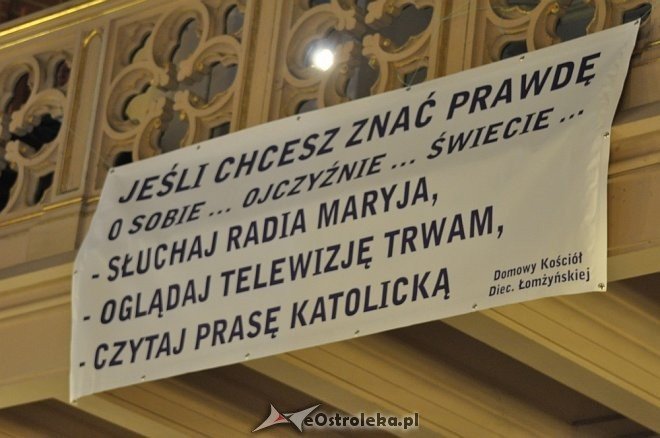 JEŚLI CHCESZ ZNAĆ PRAWDĘ
O SOBIE ... OJCZYŹNIE ... ŚWIECIE ...
- SŁUCHAJ RADIA MARYJA,
- OGLĄDAJ TELEWIZJĘ TRWAM,
- CZYTAJ PRASĘ KATOLICKĄ
Domowy Kościół
Diec. Łomżyńskiej
eOstroleka.pl